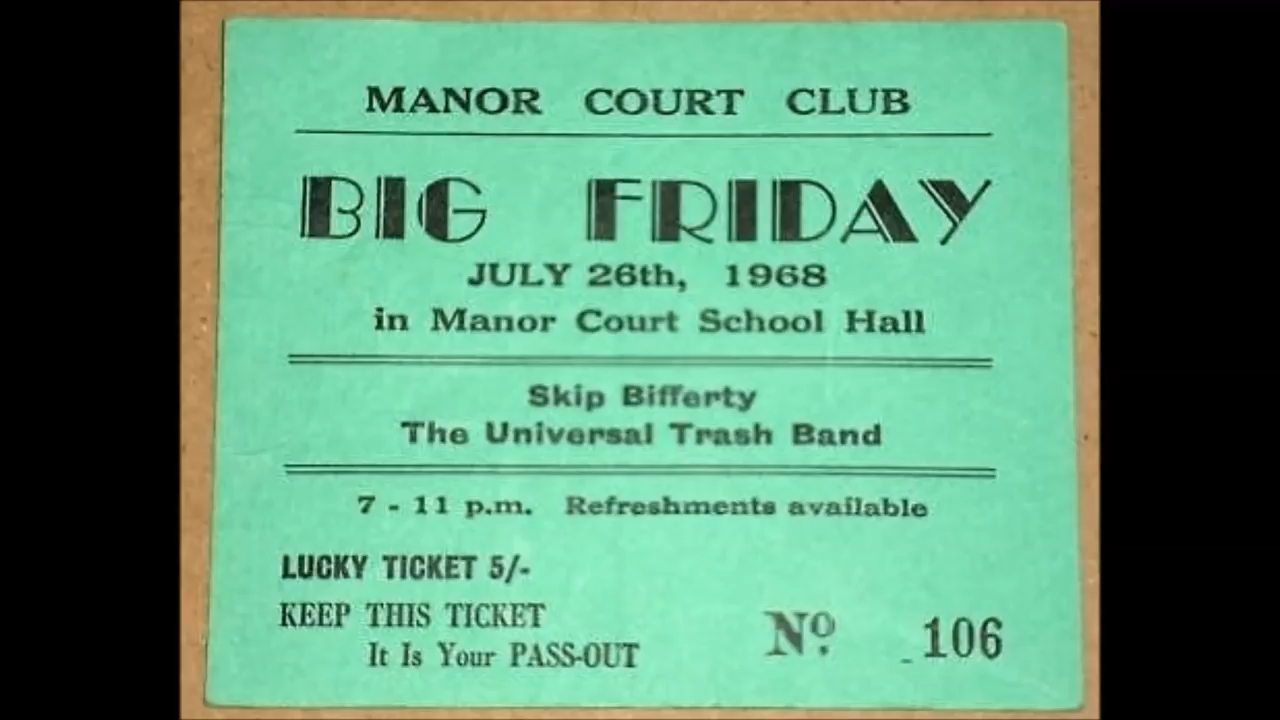 MANOR COURT CLUB
BIG FRIDAY
JULY 26th, 1968
in Manor Court School Hall
Skip Bifferty
The Universal Trash Band
7 - 11 p.m. Refreshments available
LUCKY TICKET 5/-
KEEP THIS TICKET
It Is Your PASS-OUT
Nº. 106